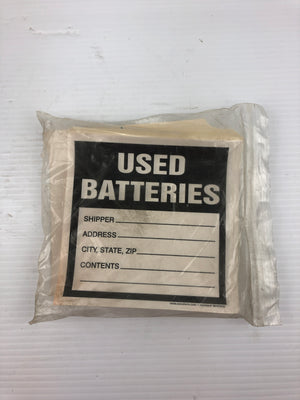 USED
BATTERIES
SHIPPER
ADDRESS
CITY, STATE, ZIP
CONTENTS